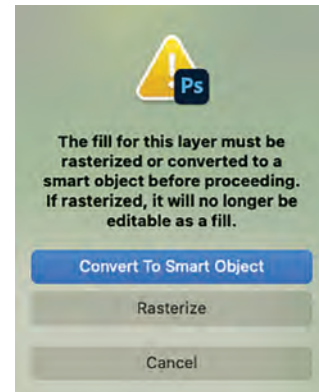 Ps
The fill for this layer must be
rasterized or converted to a
smart object before proceeding.
If rasterized, it will no longer be
editable as a fill.
Convert To Smart Object
Rasterize
Cancel